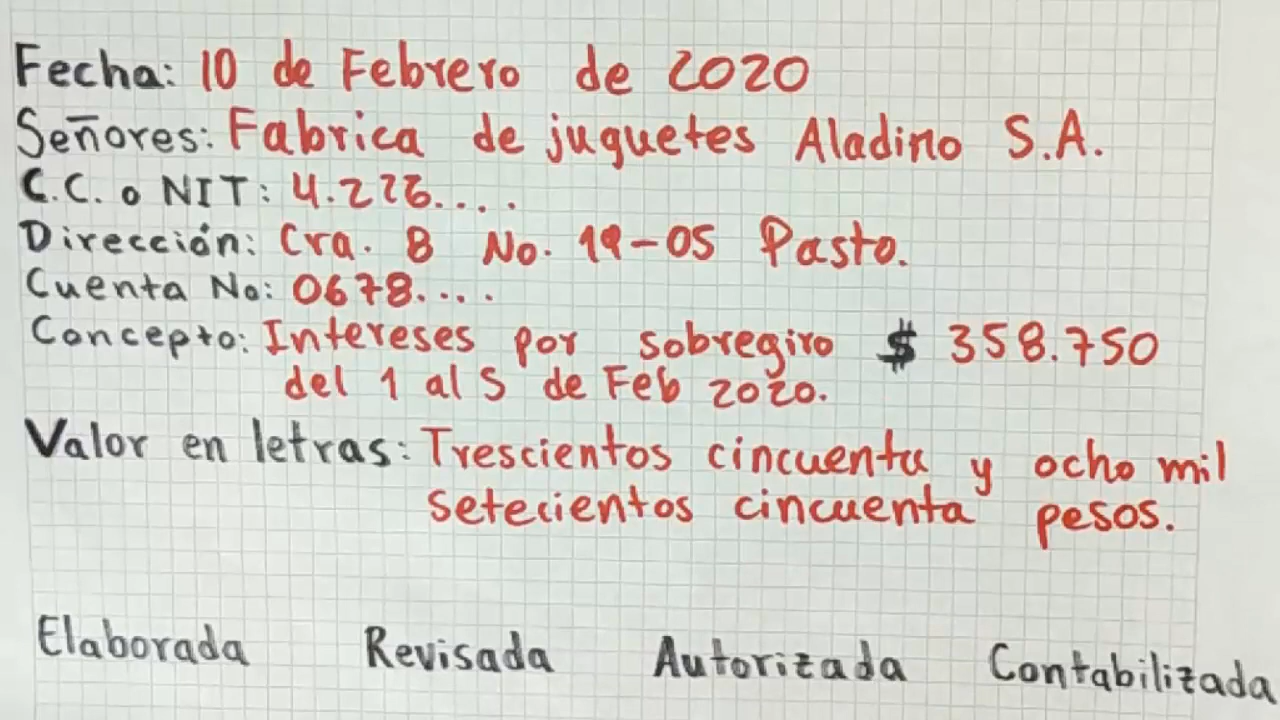 Fecha: 10 de Febrero de 2020
Señores: Fabrica de juguetes Aladino S.A.
C.C. o NIT: 4.276....
Dirección: Cra. 8 No. 19-05 Pasto.
Cuenta No: 0678....
Concepto: Intereses por sobregiro $ 358.750
del 1 al 5 de Feb 2020.
Valor en letras: Trescientos cincuenta y ocho mil
setecientos cincuenta pesos.
Elaborada Revisada Autorizada Contabilizada